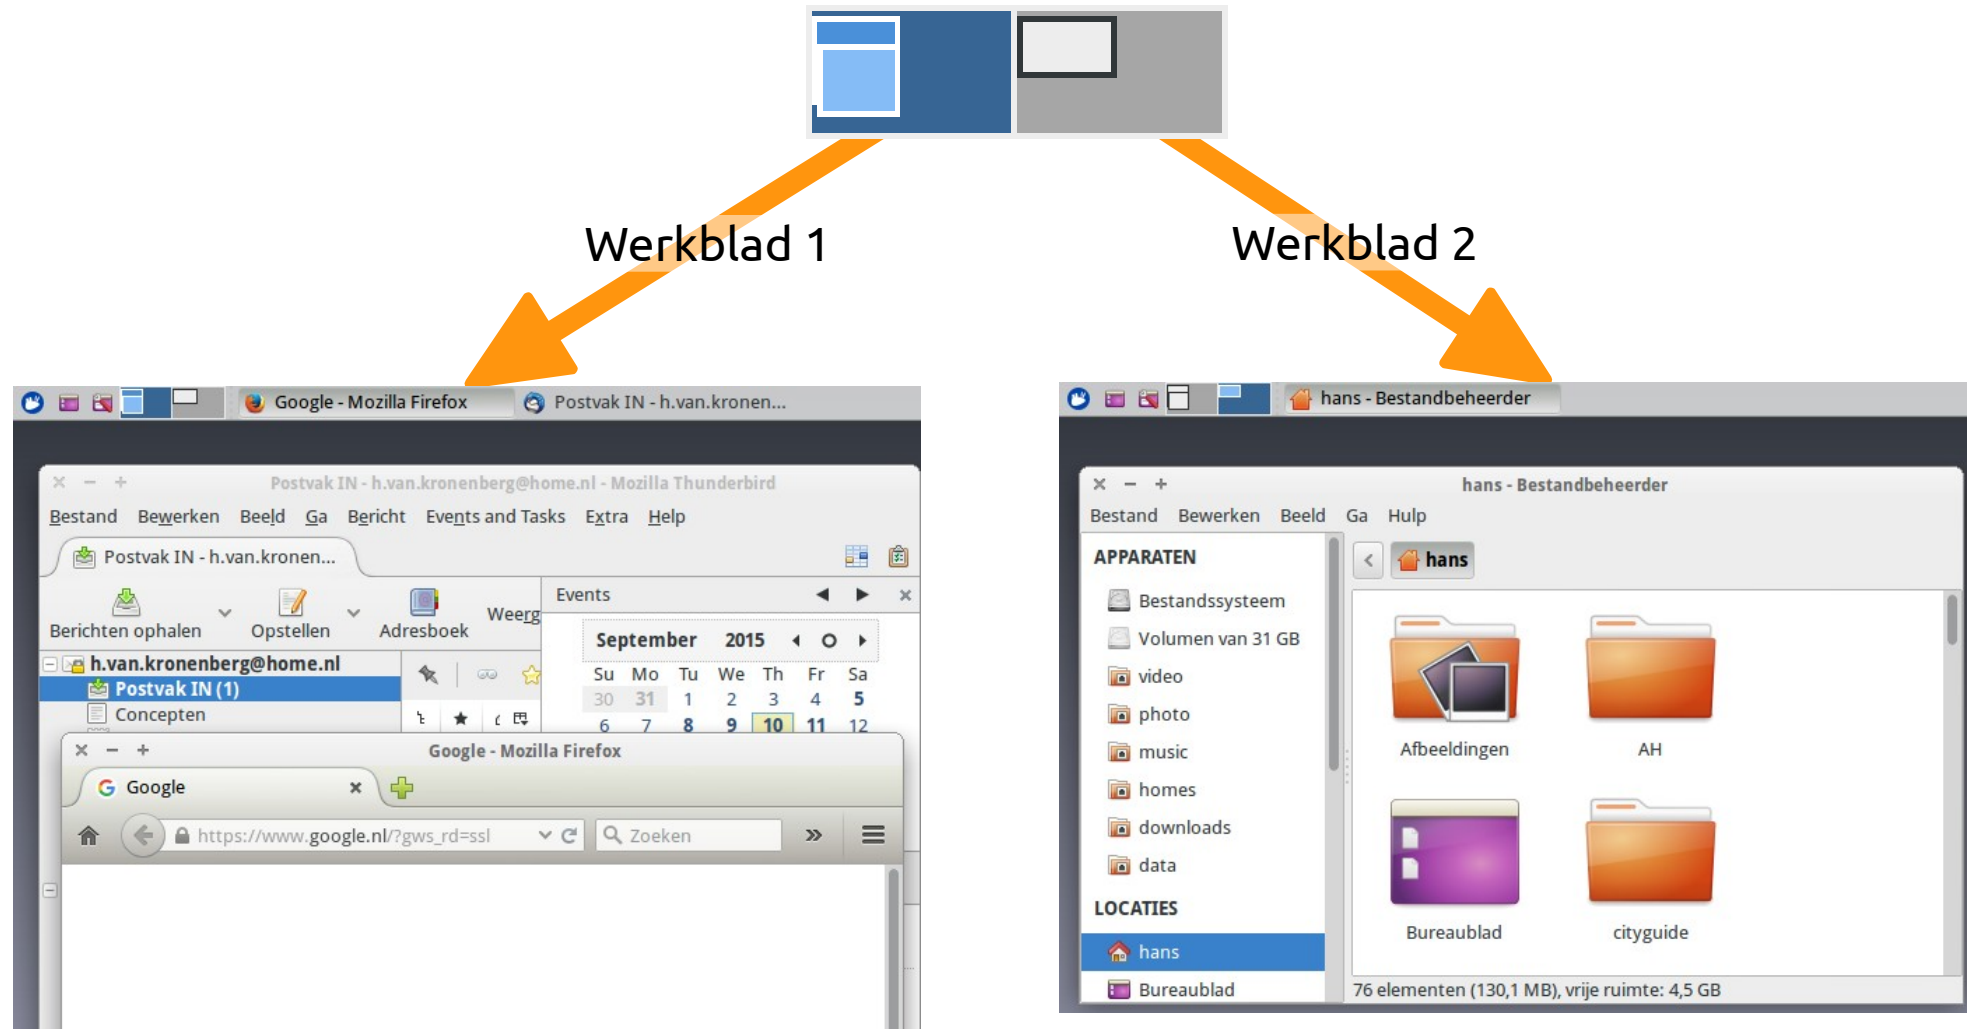 Werkblad 1
Werkblad 2
Google - Mozilla Firefox
Postvak IN - h.van.kronen...
Postvak IN - h.van.kronenberg@home.nl - Mozilla Thunderbird
Bestand Bewerken Beeld Ga Bericht Events and Tasks Extra Help
Postvak IN - h.van.kronen...
Berichten ophalen
Opstellen
Adresboek
Weerg
Events
September 2015
Su Mo Tu We Th Fr Sa
30 31 1 2 3 4 5
6 7 8 9 10 11 12
h.van.kronenberg@home.nl
Postvak IN (1)
Concepten
Google - Mozilla Firefox
Google
https://www.google.nl/?gws_rd=ssl
Zoeken
hans - Bestandbeheerder
hans - Bestandbeheerder
Bestand Bewerken Beeld Ga Hulp
APPARATEN
Bestandssysteem
Volumen van 31 GB
video
photo
music
homes
downloads
data
LOCATIES
hans
Bureaublad
hans
Afbeeldingen
AH
Bureaublad
cityguide
76 elementen (130,1 MB), vrije ruimte: 4,5 GB